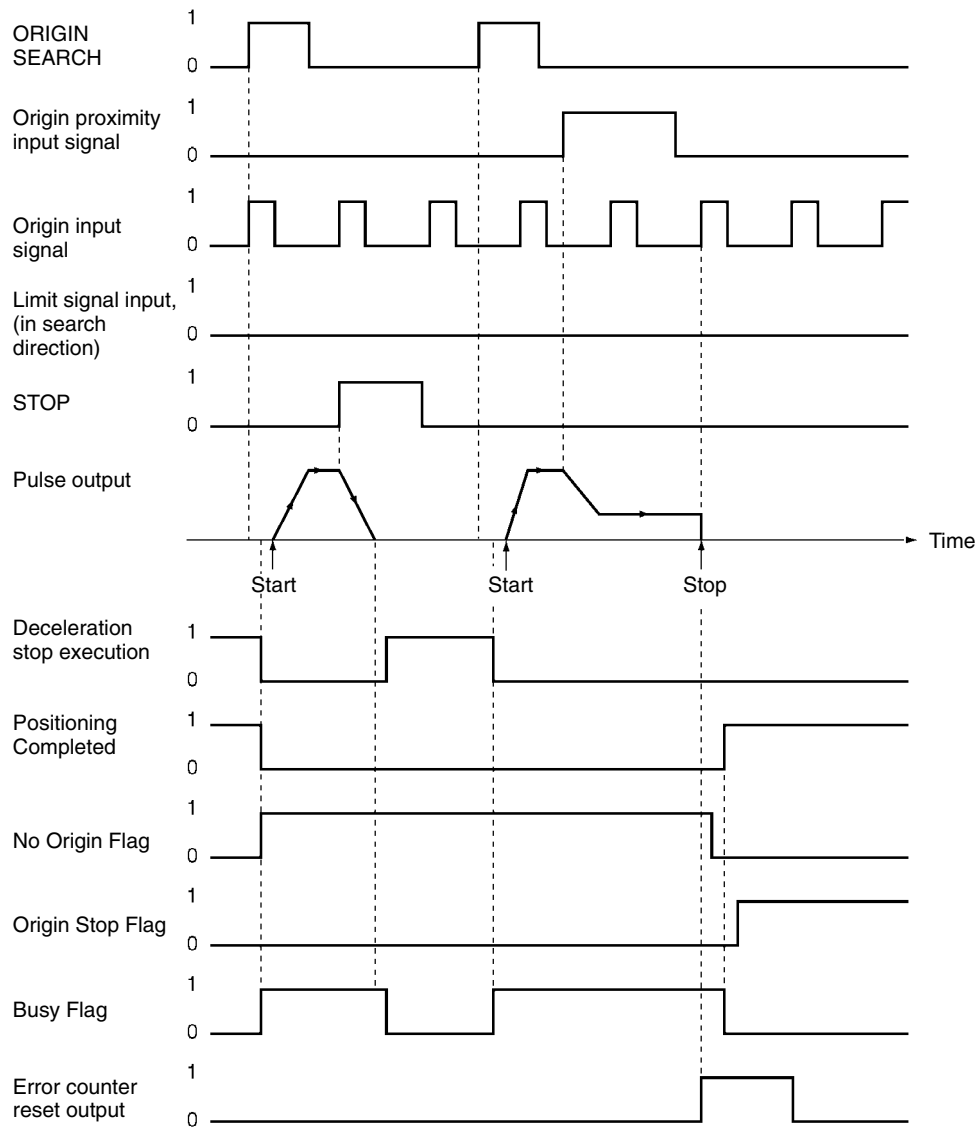 ORIGIN
SEARCH
1
0
Origin proximity
input signal
1
0
Origin input
signal
1
0
Limit signal input,
(in search
direction)
1
0
STOP
1
0
Pulse output
Time
Start
Start
Stop
Deceleration
stop execution
1
0
Positioning
Completed
1
0
No Origin Flag
1
0
Origin Stop Flag
1
0
Busy Flag
1
0
Error counter
reset output
1
0